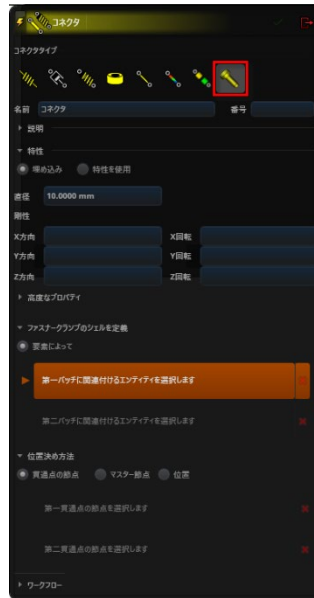 コネクタ
コネクタタイプ
名前 コネクタ 番号
説明
特性
埋め込み 特性を使用
直径 10.0000 mm
剛性
X方向 X回転
Y方向 Y回転
Z方向 Z回転
高度なプロパティ
ファスナークランプのシェルを定義
要素によって
第一パッチに関連付けるエンティティを選択します
第二パッチに関連付けるエンティティを選択します
位置決め方法
貫通点の節点 マスター節点 位置
第一貫通点の節点を選択します
第二貫通点の節点を選択します
ワークフロー